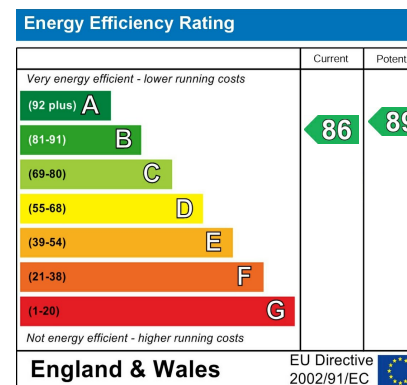 Energy Efficiency Rating
Current Potent
Very energy efficient - lower running costs
(92 plus) A
(81-91) B
86 89
(69-80) C
(55-68) D
(39-54) E
(21-38) F
(1-20) G
Not energy efficient - higher running costs
England & Wales
EU Directive
2002/91/EC